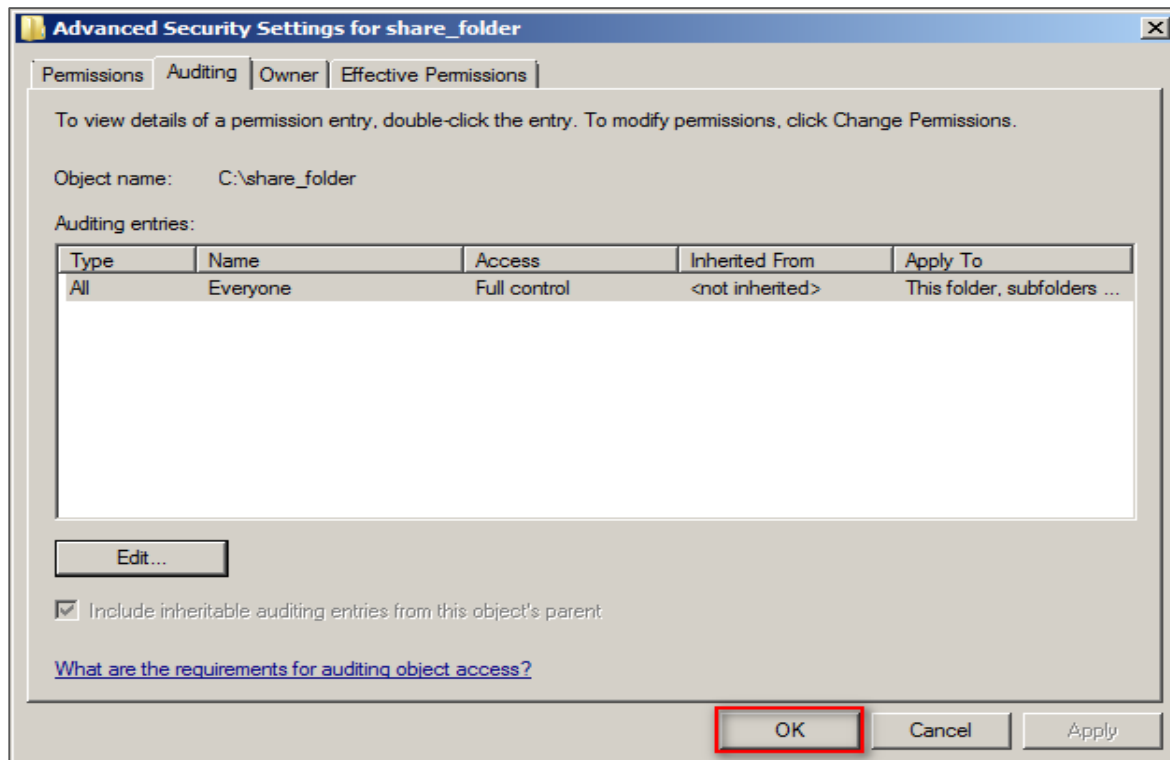 Advanced Security Settings for share_folder
Permissions Auditing Owner Effective Permissions
To view details of a permission entry, double-click the entry. To modify permissions, click Change Permissions.
Object name: C:\share_folder
Auditing entries:
Type Name Access Inherited From Apply To
All Everyone Full control <not inherited> This folder, subfolders ...
Edit...
Include inheritable auditing entries from this object's parent
What are the requirements for auditing object access?
OK Cancel Apply